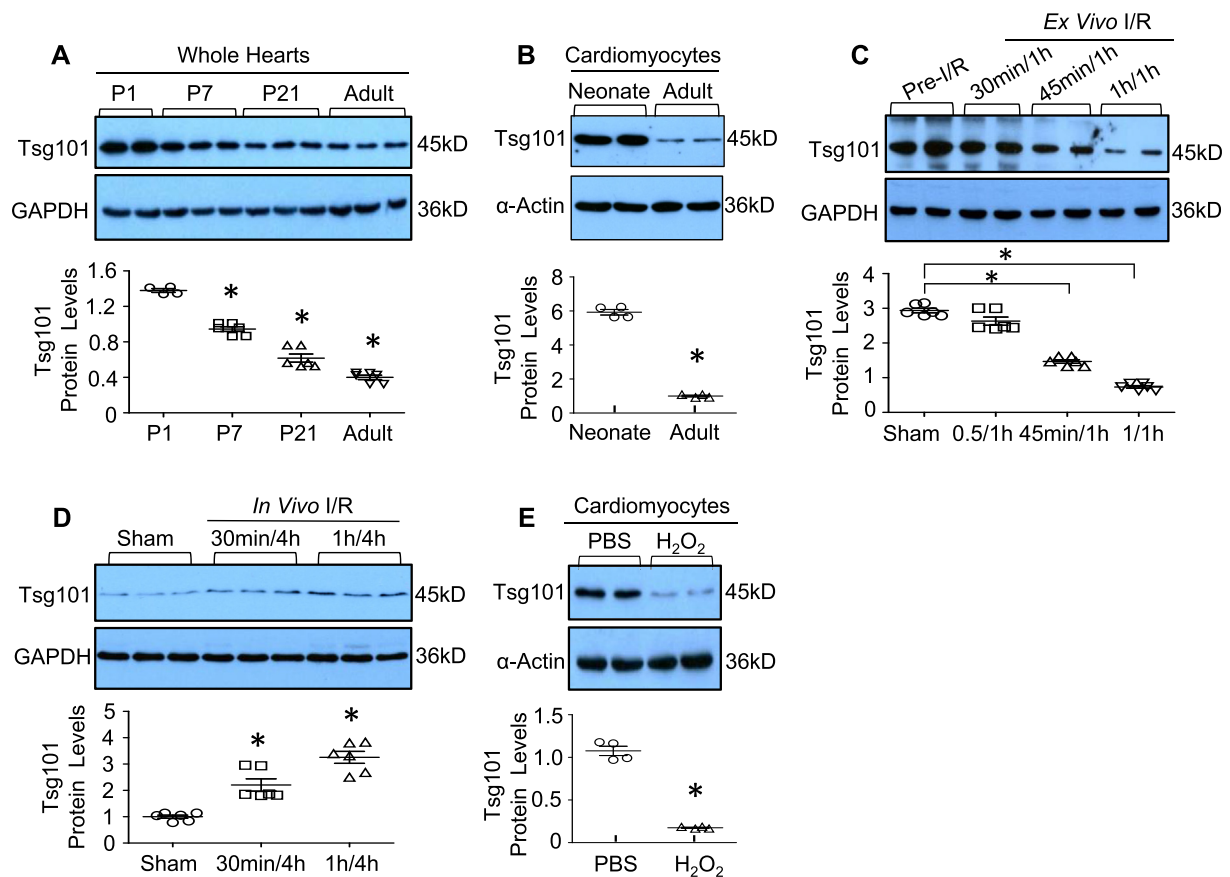 A
Whole Hearts
P1 P7 P21 Adult
Tsg101 45kD
GAPDH 36kD
Tsg101
Protein Levels
1.6
1.2
0.8
0.4
0
* * *
P1 P7 P21 Adult
B
Cardiomyocytes
Neonate Adult
Tsg101 45kD
α-Actin 36kD
Tsg101
Protein Levels
8
6
4
2
0
*
Neonate Adult
C
Ex Vivo I/R
Pre-I/R 30min/1h 45min/1h 1h/1h
Tsg101 45kD
GAPDH 36kD
Tsg101
Protein Levels
4
3
2
1
0
*
*
Sham 0.5/1h 45min/1h 1/1h
D
In Vivo I/R
Sham 30min/4h 1h/4h
Tsg101 45kD
GAPDH 36kD
Tsg101
Protein Levels
5
4
3
2
1
0
* *
Sham 30min/4h 1h/4h
E
Cardiomyocytes
PBS H₂O₂
Tsg101 45kD
α-Actin 36kD
Tsg101
Protein Levels
1.5
1.0
0.5
0
*
PBS H₂O₂